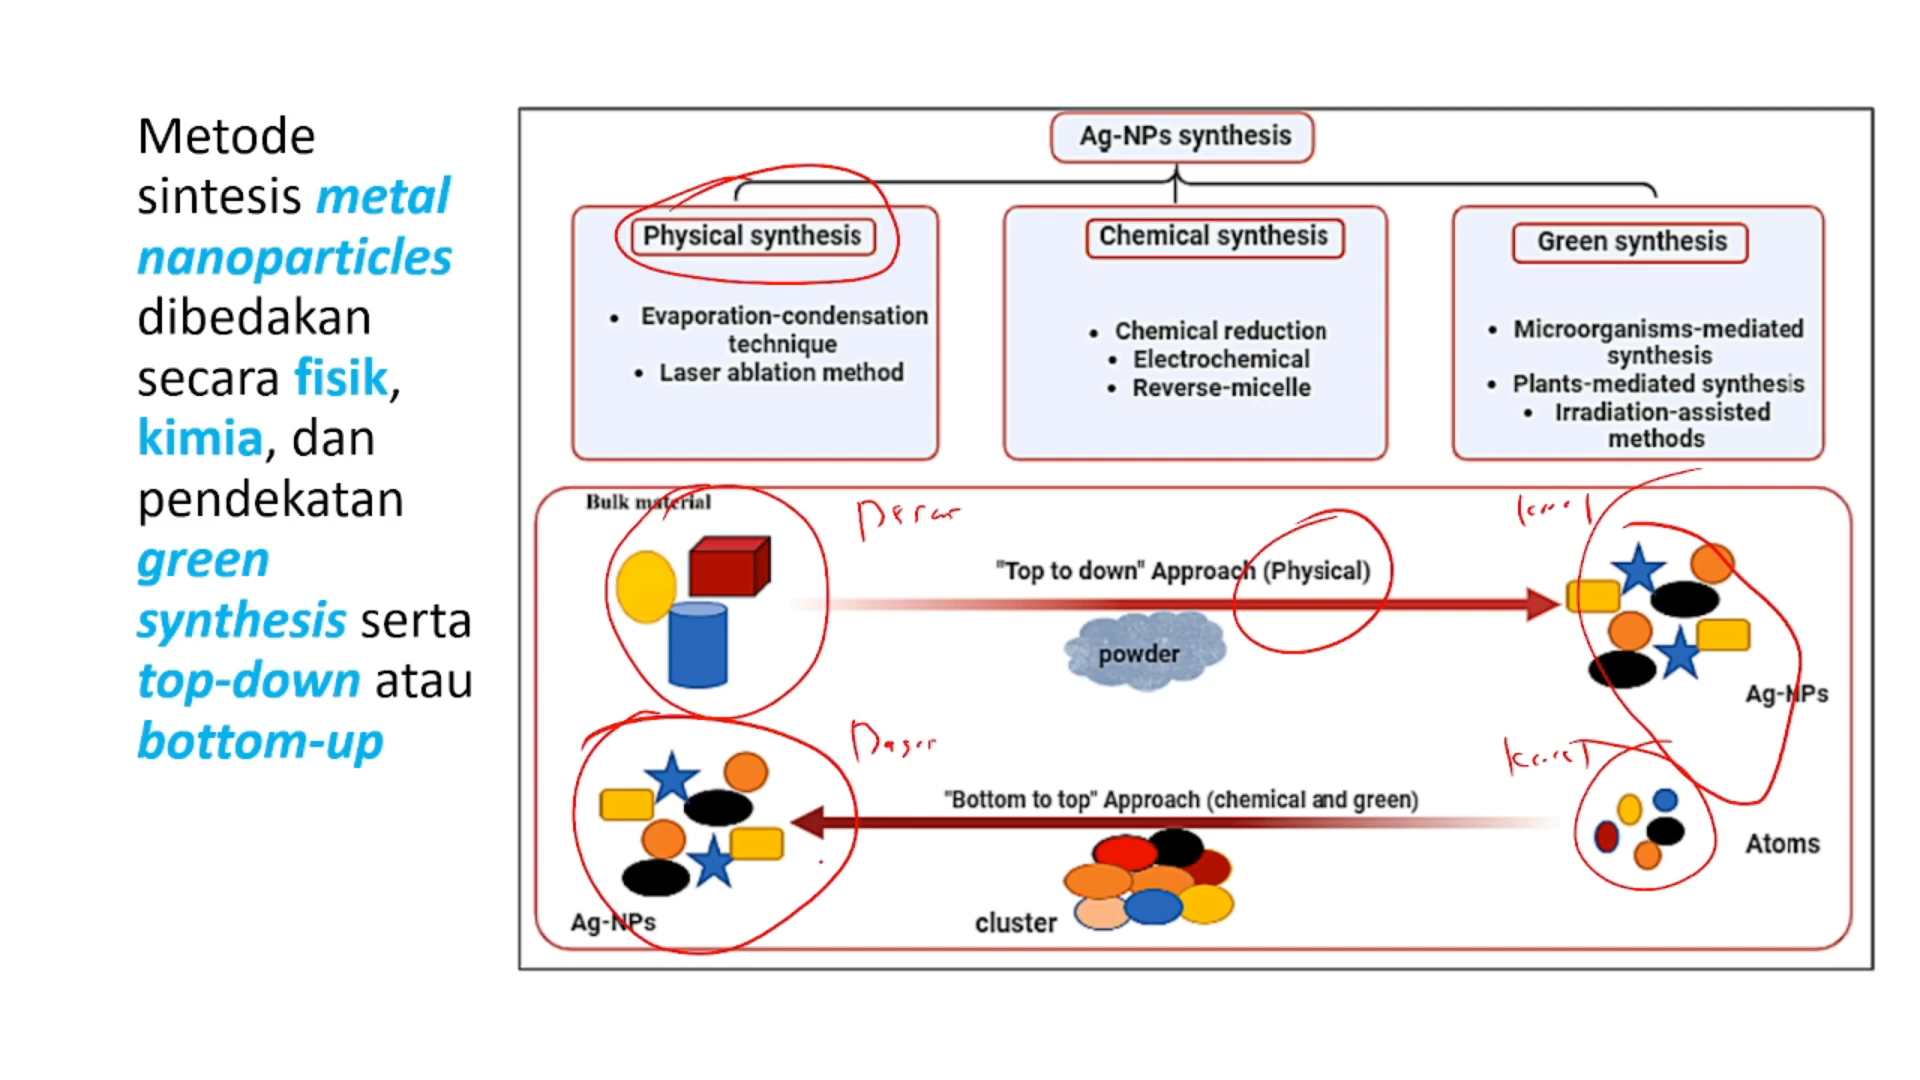 Metode
sintesis metal
nanoparticles
dibedakan
secara fisik,
kimia, dan
pendekatan
green
synthesis serta
top-down atau
bottom-up
Ag-NPs synthesis
Physical synthesis
• Evaporation-condensation
technique
• Laser ablation method
Chemical synthesis
• Chemical reduction
• Electrochemical
• Reverse-micelle
Green synthesis
• Microorganisms-mediated
synthesis
• Plants-mediated synthesis
• Irradiation-assisted
methods
Bulk material
"Top to down" Approach (Physical)
powder
Ag-NPs
"Bottom to top" Approach (chemical and green)
Atoms
cluster
Ag-NPs